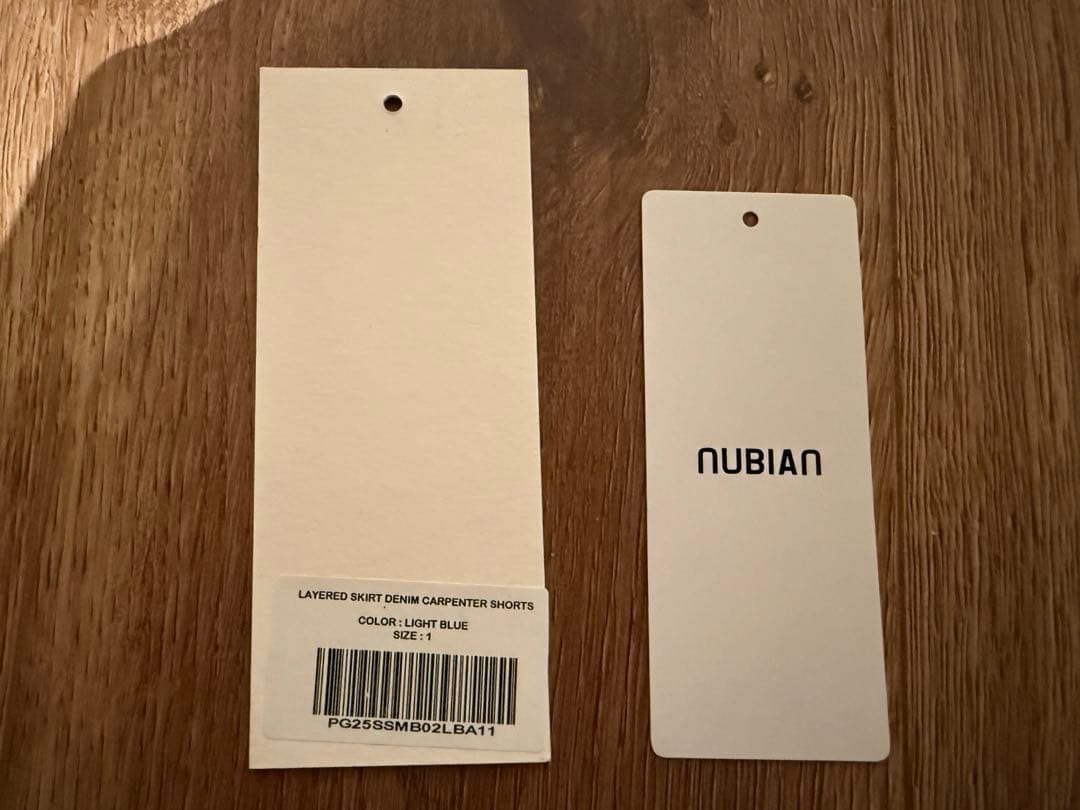 LAYERED SKIRT DENIM CARPENTER SHORTS
COLOR : LIGHT BLUE
SIZE : 1
PG25SSMB02LBA11
NUBIAN